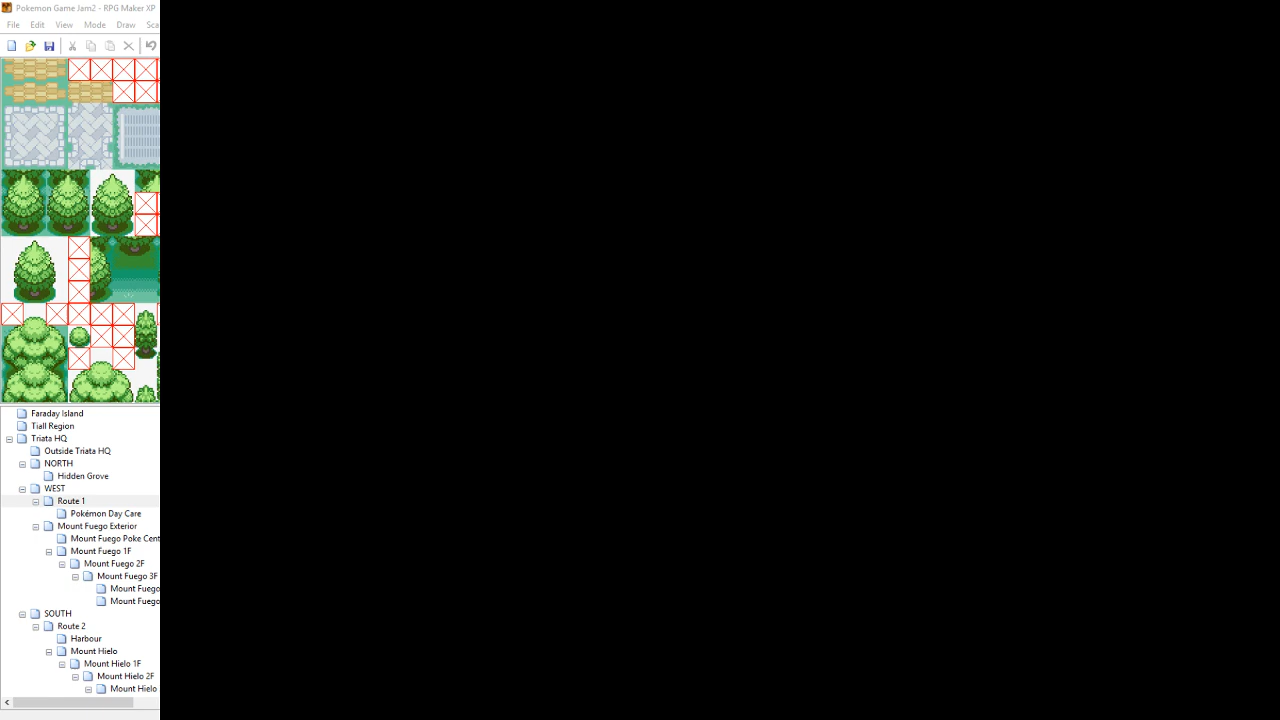 Pokemon Game Jam2 - RPG Maker XP
File Edit View Mode Draw
Faraday Island
Tiall Region
Triata HQ
Outside Triata HQ
NORTH
Hidden Grove
WEST
Route 1
Pokémon Day Care
Mount Fuego Exterior
Mount Fuego Poke Cent
Mount Fuego 1F
Mount Fuego 2F
Mount Fuego 3F
Mount Fuego
Mount Fuego
SOUTH
Route 2
Harbour
Mount Hielo
Mount Hielo 1F
Mount Hielo 2F
Mount Hielo